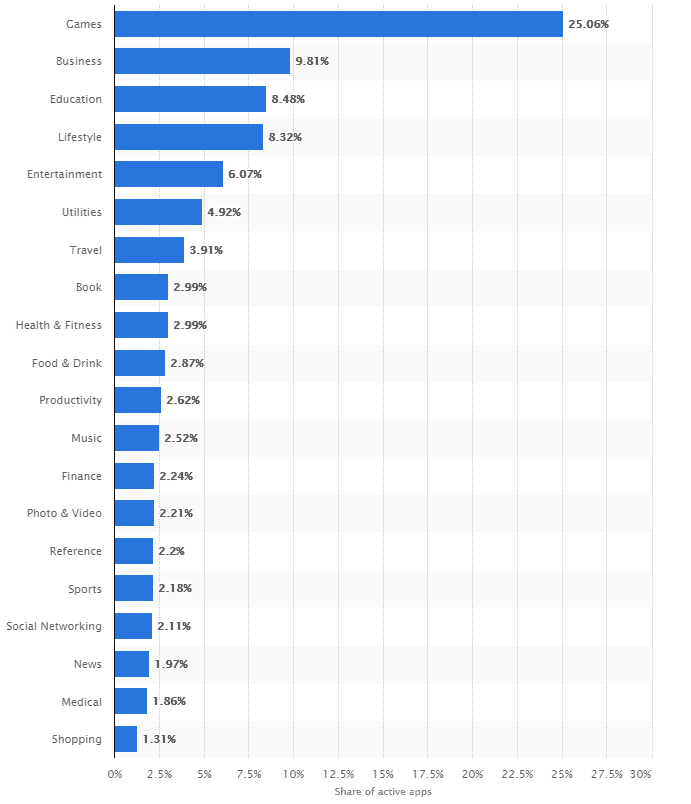 Games 25.06%
Business 9.81%
Education 8.48%
Lifestyle 8.32%
Entertainment 6.07%
Utilities 4.92%
Travel 3.91%
Book 2.99%
Health & Fitness 2.99%
Food & Drink 2.87%
Productivity 2.62%
Music 2.52%
Finance 2.24%
Photo & Video 2.21%
Reference 2.2%
Sports 2.18%
Social Networking 2.11%
News 1.97%
Medical 1.86%
Shopping 1.31%
0% 2.5% 5% 7.5% 10% 12.5% 15% 17.5% 20% 22.5% 25% 27.5% 30%
Share of active apps